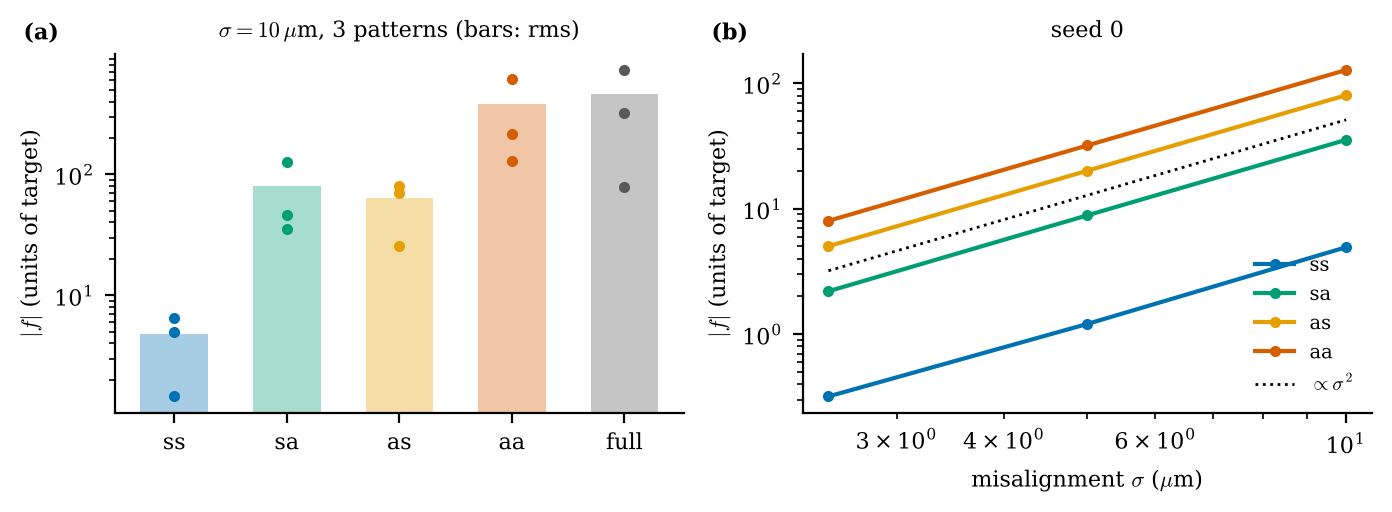 (a)
σ = 10 μm, 3 patterns (bars: rms)
|f| (units of target)
10²
10¹
ss
sa
as
aa
full
(b)
seed 0
|f| (units of target)
10²
10¹
10⁰
ss
sa
as
aa
∝ σ²
3 × 10⁰
4 × 10⁰
6 × 10⁰
10¹
misalignment σ (μm)